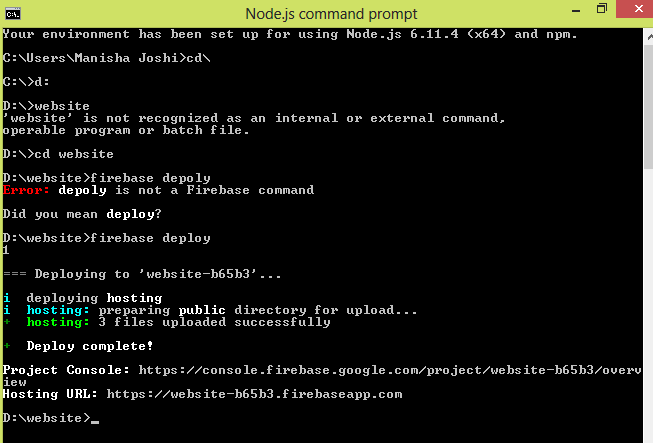 Node.js command prompt
Your environment has been set up for using Node.js 6.11.4 (x64) and npm.
C:\Users\Manisha Joshi>cd\
C:\>d:
D:\>website
'website' is not recognized as an internal or external command,
operable program or batch file.
D:\>cd website
D:\website>firebase depoly
Error: depoly is not a Firebase command
Did you mean deploy?
D:\website>firebase deploy
1
=== Deploying to 'website-b65b3'...
i  deploying hosting
i  hosting: preparing public directory for upload...
+  hosting: 3 files uploaded successfully
+  Deploy complete!
Project Console: https://console.firebase.google.com/project/website-b65b3/overv
iew
Hosting URL: https://website-b65b3.firebaseapp.com
D:\website>_